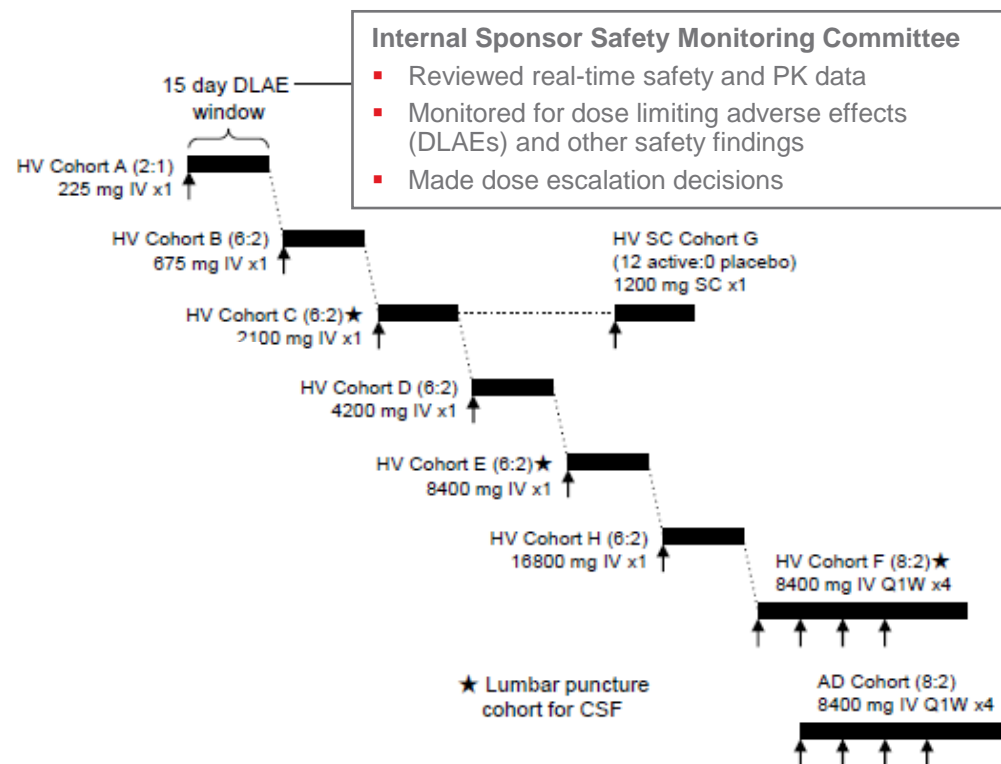 Internal Sponsor Safety Monitoring Committee
▪ Reviewed real-time safety and PK data
▪ Monitored for dose limiting adverse effects
(DLAEs) and other safety findings
▪ Made dose escalation decisions
15 day DLAE
window
HV Cohort A (2:1)
225 mg IV x1
HV Cohort B (6:2)
675 mg IV x1
HV SC Cohort G
(12 active:0 placebo)
1200 mg SC x1
HV Cohort C (6:2)★
2100 mg IV x1
HV Cohort D (6:2)
4200 mg IV x1
HV Cohort E (6:2)★
8400 mg IV x1
HV Cohort H (6:2)
16800 mg IV x1
HV Cohort F (8:2)★
8400 mg IV Q1W x4
★ Lumbar puncture
cohort for CSF
AD Cohort (8:2)
8400 mg IV Q1W x4